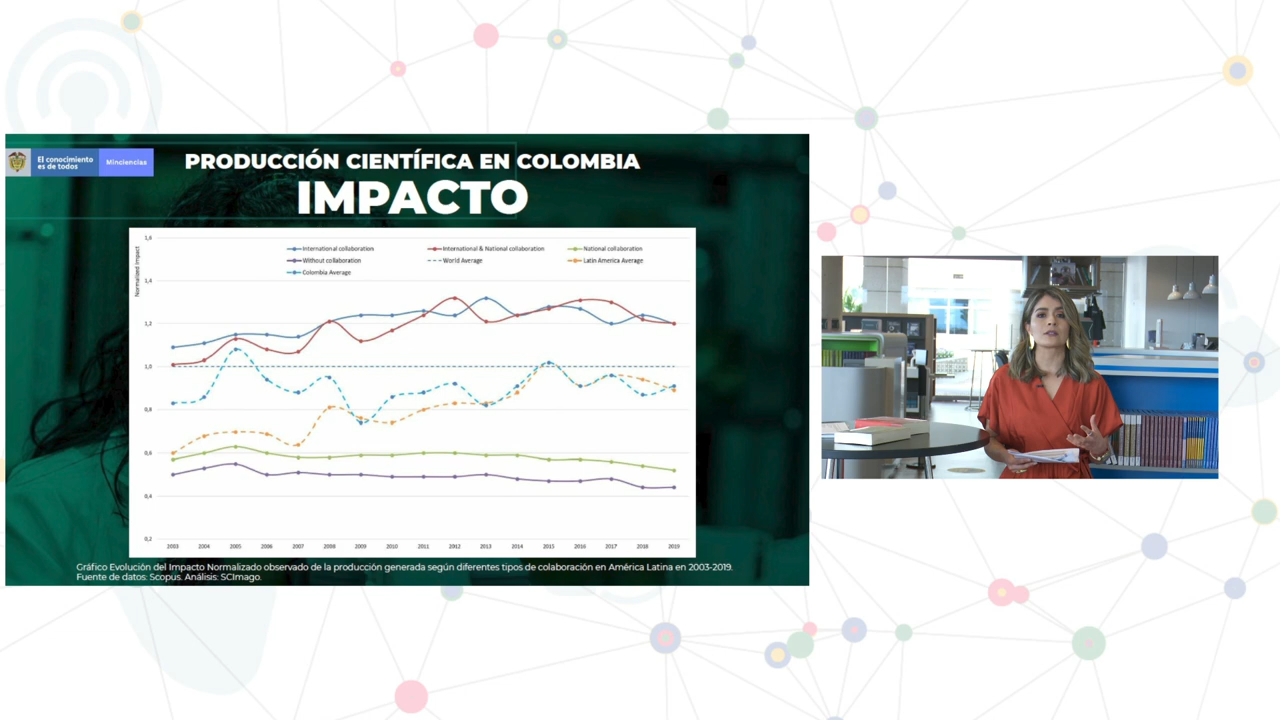 El conocimiento
es de todos
Minciencias
PRODUCCIÓN CIENTÍFICA EN COLOMBIA
IMPACTO
Normalized Impact
International collaboration
International & National collaboration
National collaboration
Without collaboration
World Average
Latin America Average
Colombia Average
1,6
1,4
1,2
1,0
0,8
0,6
0,4
0,2
2003 2004 2005 2006 2007 2008 2009 2010 2011 2012 2013 2014 2015 2016 2017 2018 2019
Gráfico Evolución del Impacto Normalizado observado de la producción generada según diferentes tipos de colaboración en América Latina en 2003-2019.
Fuente de datos: Scopus. Análisis: SCImago.